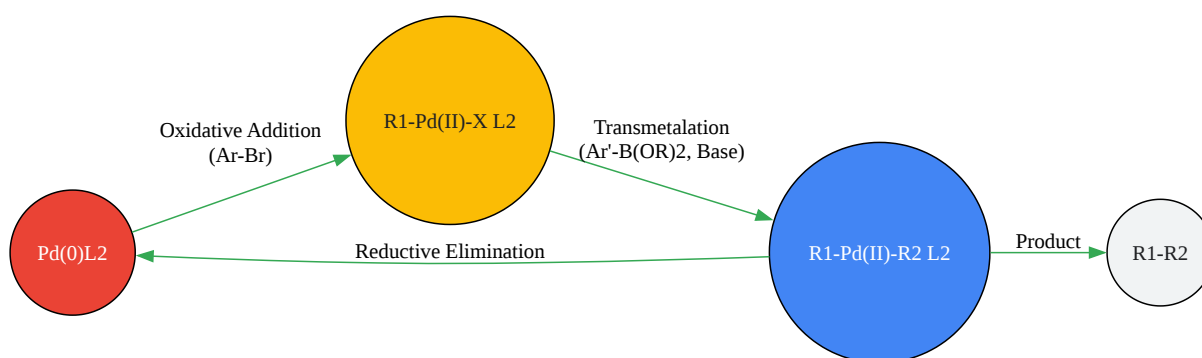 Oxidative Addition
(Ar-Br)
R1-Pd(II)-X L2
Transmetalation
(Ar'-B(OR)2, Base)
Pd(0)L2
Reductive Elimination
R1-Pd(II)-R2 L2
Product
R1-R2